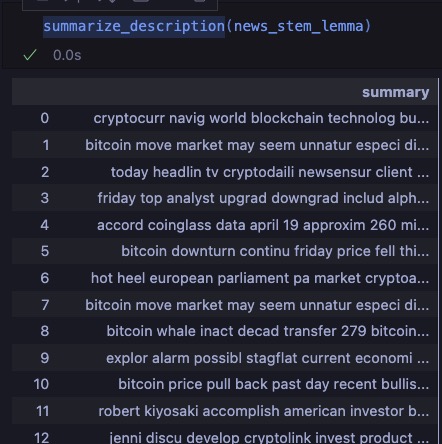 summarize_description(news_stem_lemma)
0.0s
summary
0 cryptocurr navig world blockchain technolog bu...
1 bitcoin move market may seem unnatur especi di...
2 today headlin tv cryptodaili newsensur client ...
3 friday top analyst upgrad downgrad includ alph...
4 accord coinglass data april 19 approxim 260 mi...
5 bitcoin downturn continu friday price fell thi...
6 hot heel european parliament pa market cryptoa...
7 bitcoin move market may seem unnatur especi di...
8 bitcoin whale inact decad transfer 279 bitcoin...
9 explor alarm possibl stagflat current economi ...
10 bitcoin price pull back past day recent bullis...
11 robert kiyosaki accomplish american investor b...
12 jenni discu develop cryptolink invest product ...